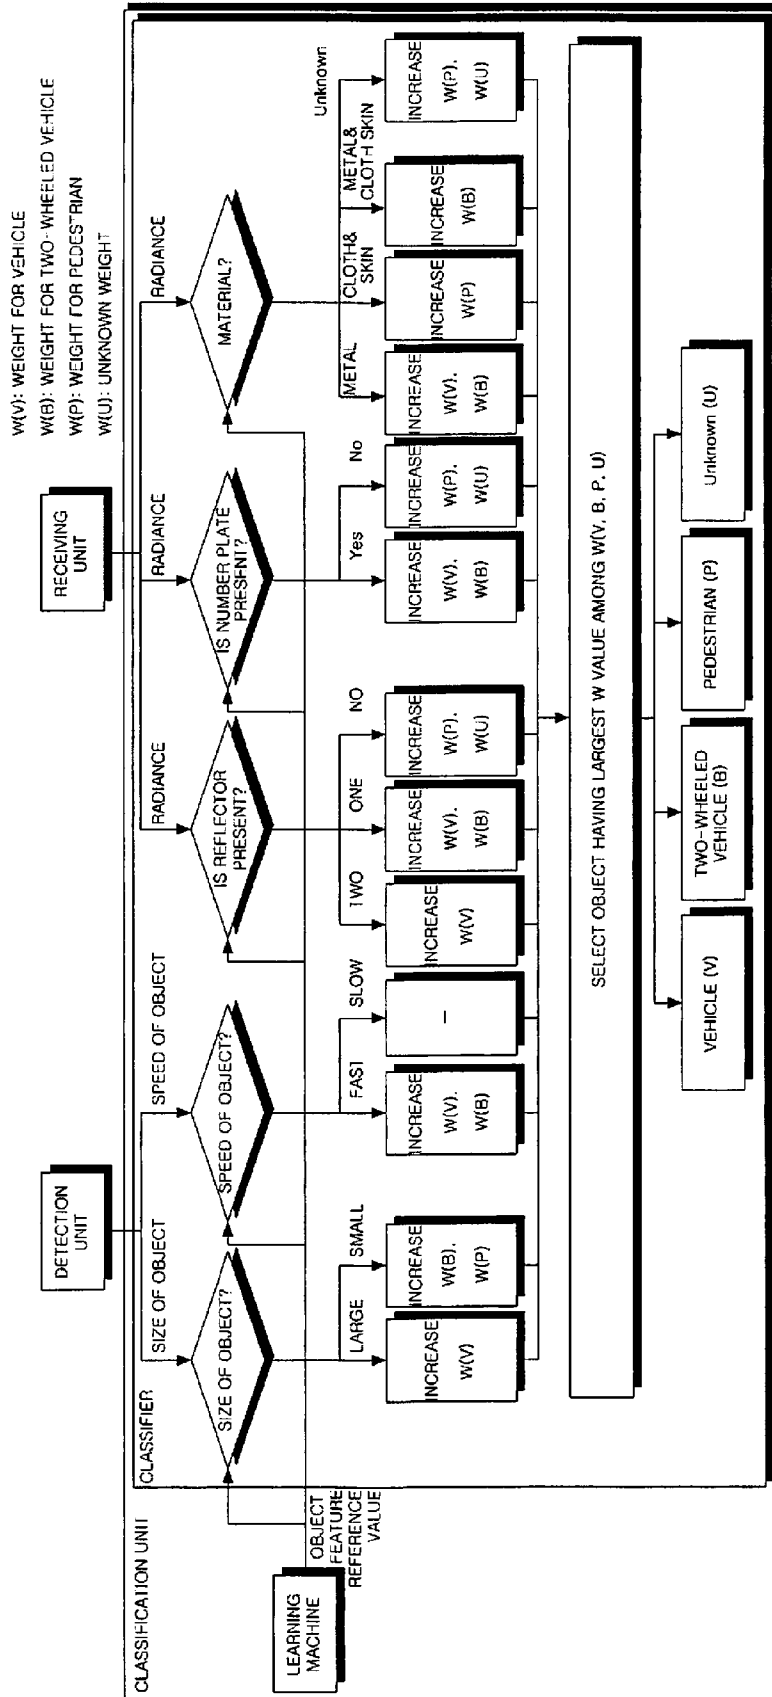 W(V): WEIGHT FOR VEHICLE
W(B): WEIGHT FOR TWO-WHEELED VEHICLE
W(P): WEIGHT FOR PEDESTRIAN
W(U): UNKNOWN WEIGHT
DETECTION
UNIT
RECEIVING
UNIT
CLASSIFICATION UNIT
CLASSIFIER
SIZE OF OBJECT
SPEED OF OBJECT
RADIANCE
RADIANCE
RADIANCE
SIZE OF OBJECT?
SPEED OF OBJECT?
IS REFLECTOR
PRESENT?
IS NUMBER PLATE
PRESENT?
MATERIAL?
LEARNING
MACHINE
OBJECT
FEATURE
REFERENCE
VALUE
LARGE
SMALL
FAST
SLOW
TWO
ONE
NO
Yes
No
METAL
CLOTH&
SKIN
METAL&
CLOTH SKIN
Unknown
INCREASE
W(V)
INCREASE
W(B).
W(P)
INCREASE
W(V).
W(B)
–
INCREASE
W(V)
INCREASE
W(V).
W(B)
INCREASE
W(P).
W(U)
INCREASE
W(V).
W(B)
INCREASE
W(P).
W(U)
INCREASE
W(V).
W(B)
INCREASE
W(P)
INCREASE
W(B)
INCREASE
W(P).
W(U)
SELECT OBJECT HAVING LARGEST W VALUE AMONG W(V, B, P, U)
VEHICLE (V)
TWO-WHEELED
VEHICLE (B)
PEDESTRIAN (P)
Unknown (U)